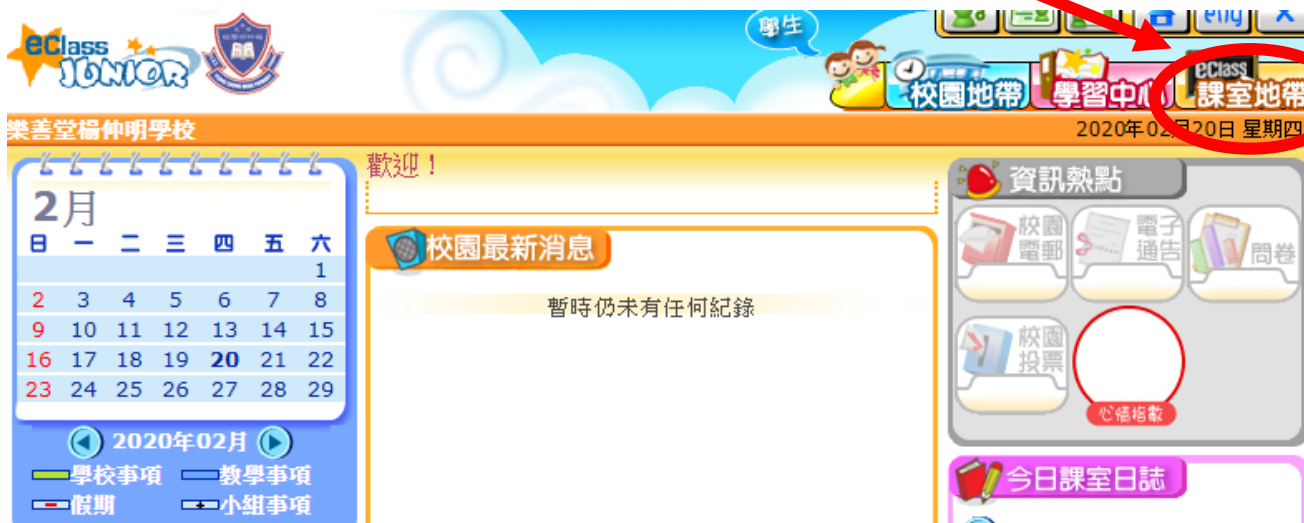 eClass
JUNIOR
學生
eng
X
校園地帶
學習中心
eClass
課室地帶
樂善堂楊仲明學校
2020年02月20日 星期四
2月
日 一 二 三 四 五 六
1
2 3 4 5 6 7 8
9 10 11 12 13 14 15
16 17 18 19 20 21 22
23 24 25 26 27 28 29
2020年02月
學校事項 教學事項
假期 小組事項
歡迎！
校園最新消息
暫時仍未有任何紀錄
資訊熱點
校園
電郵
電子
通告
問卷
校園
投票
心情指數
今日課室日誌